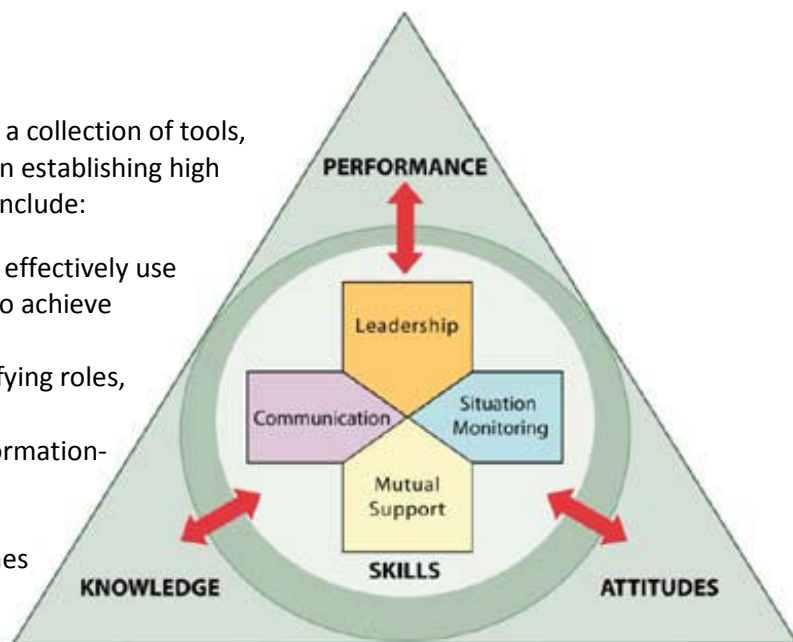 a collection of tools,
n establishing high
nclude:
effectively use
o achieve
fying roles,
ormation-
nes
PERFORMANCE
Leadership
Communication
Situation
Monitoring
Mutual
Support
SKILLS
KNOWLEDGE
ATTITUDES